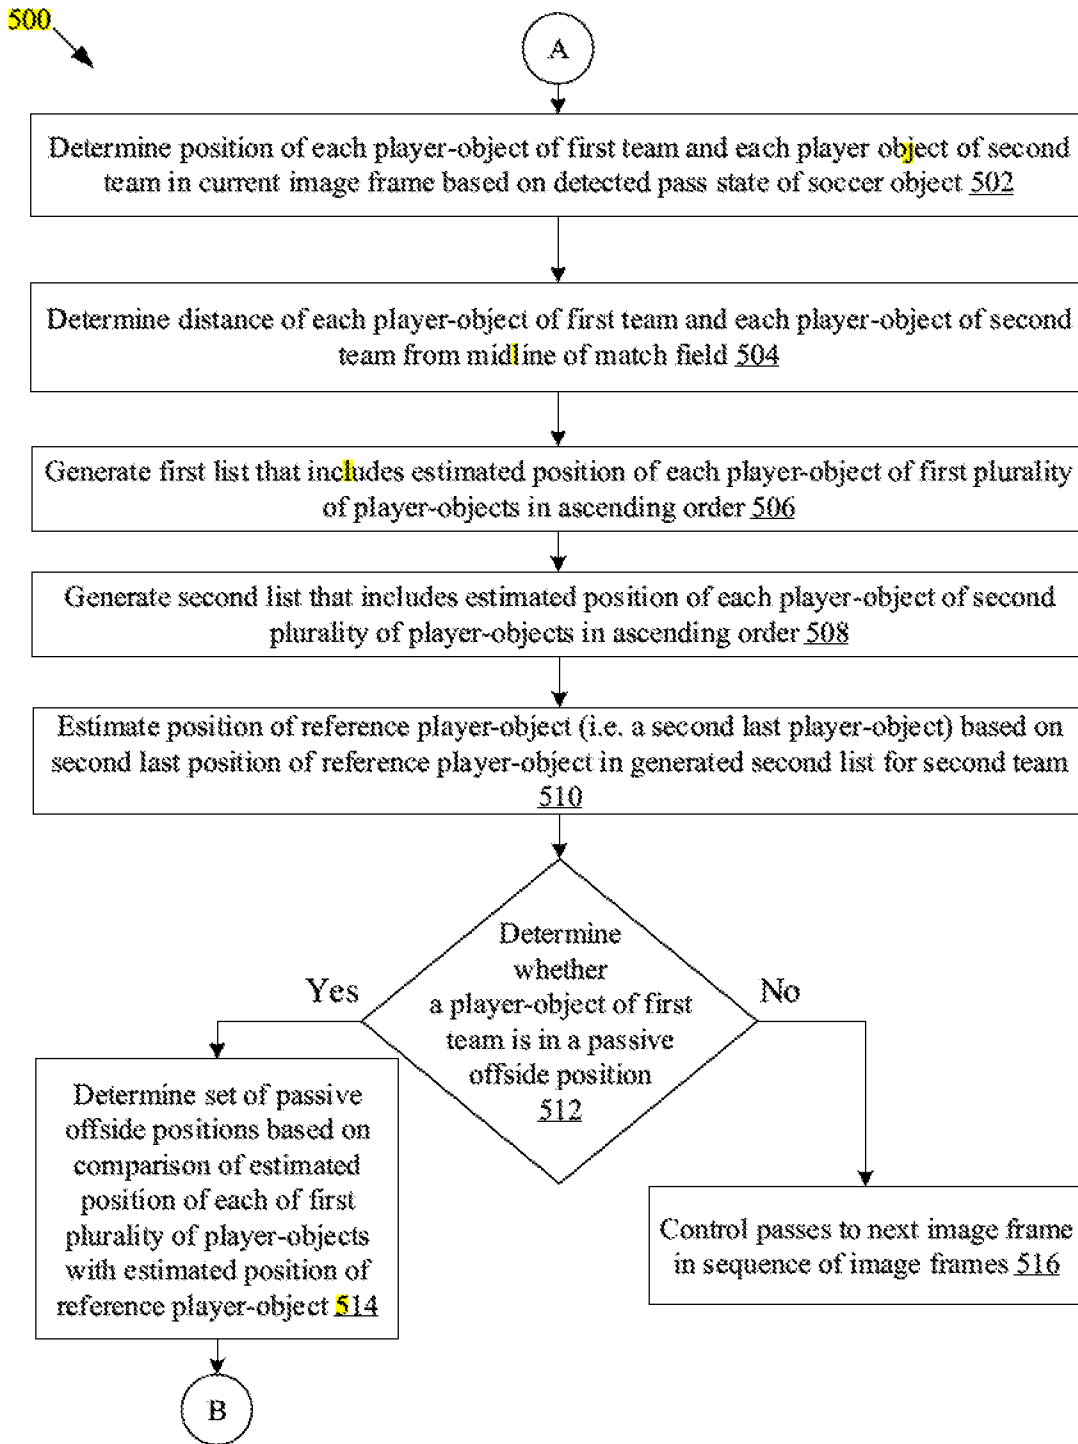 500
A
Determine position of each player-object of first team and each player object of second
team in current image frame based on detected pass state of soccer object 502
Determine distance of each player-object of first team and each player-object of second
team from midline of match field 504
Generate first list that includes estimated position of each player-object of first plurality
of player-objects in ascending order 506
Generate second list that includes estimated position of each player-object of second
plurality of player-objects in ascending order 508
Estimate position of reference player-object (i.e. a second last player-object) based on
second last position of reference player-object in generated second list for second team
510
Determine
whether
a player-object of first
team is in a passive
offside position
512
Yes
No
Determine set of passive
offside positions based on
comparison of estimated
position of each of first
plurality of player-objects
with estimated position of
reference player-object 514
Control passes to next image frame
in sequence of image frames 516
B